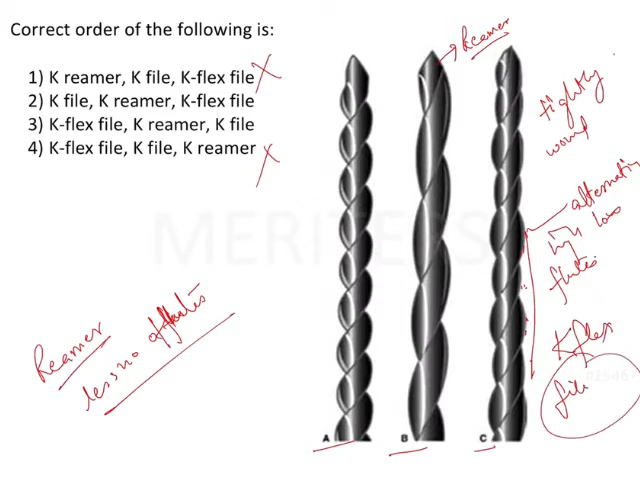 Correct order of the following is:
1) K reamer, K file, K-flex file
2) K file, K reamer, K-flex file
3) K-flex file, K reamer, K file
4) K-flex file, K file, K reamer
Reamer
tightly
wound
alternating
high low
flutes
K flex
file
Reamer
less no of flutes
MERITERS
#15467
A
B
C